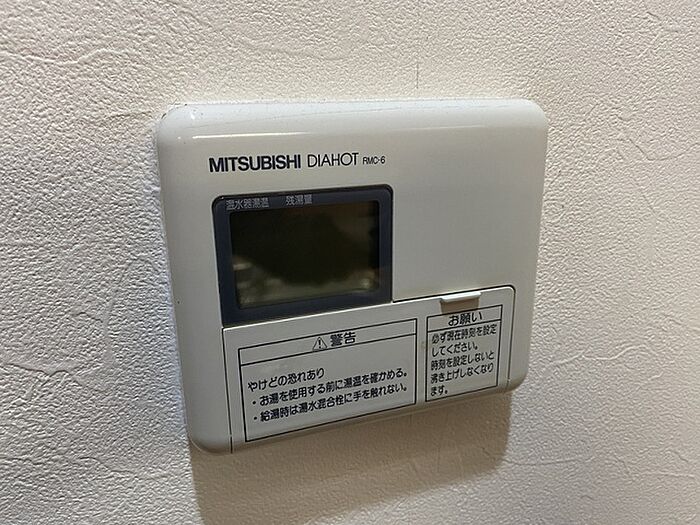 MITSUBISHI DIAHOT RMC-6
温水器湯温 残湯量
⚠警告
やけどの恐れあり
・お湯を使用する前に湯温を確かめる。
・給湯時は湯水混合栓に手を触れない。
お願い
必ず現在時刻を設定
してください。
時刻を設定しないと
沸き上げしなくなり
ます。